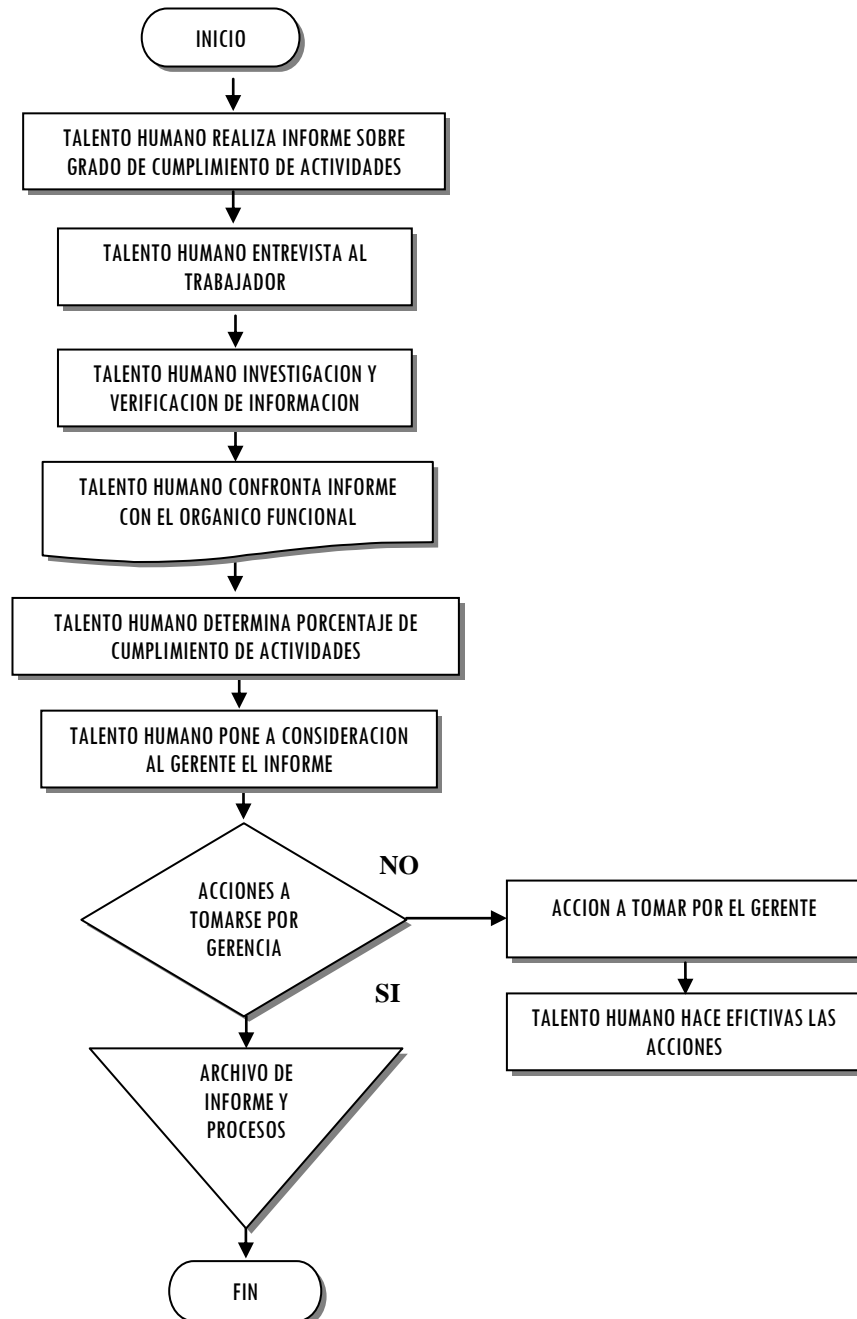 INICIO
TALENTO HUMANO REALIZA INFORME SOBRE
GRADO DE CUMPLIMIENTO DE ACTIVIDADES
TALENTO HUMANO ENTREVISTA AL
TRABAJADOR
TALENTO HUMANO INVESTIGACION Y
VERIFICACION DE INFORMACION
TALENTO HUMANO CONFRONTA INFORME
CON EL ORGANICO FUNCIONAL
TALENTO HUMANO DETERMINA PORCENTAJE DE
CUMPLIMIENTO DE ACTIVIDADES
TALENTO HUMANO PONE A CONSIDERACION
AL GERENTE EL INFORME
ACCIONES A
TOMARSE POR
GERENCIA
NO
ACCION A TOMAR POR EL GERENTE
SI
TALENTO HUMANO HACE EFICTIVAS LAS
ACCIONES
ARCHIVO DE
INFORME Y
PROCESOS
FIN